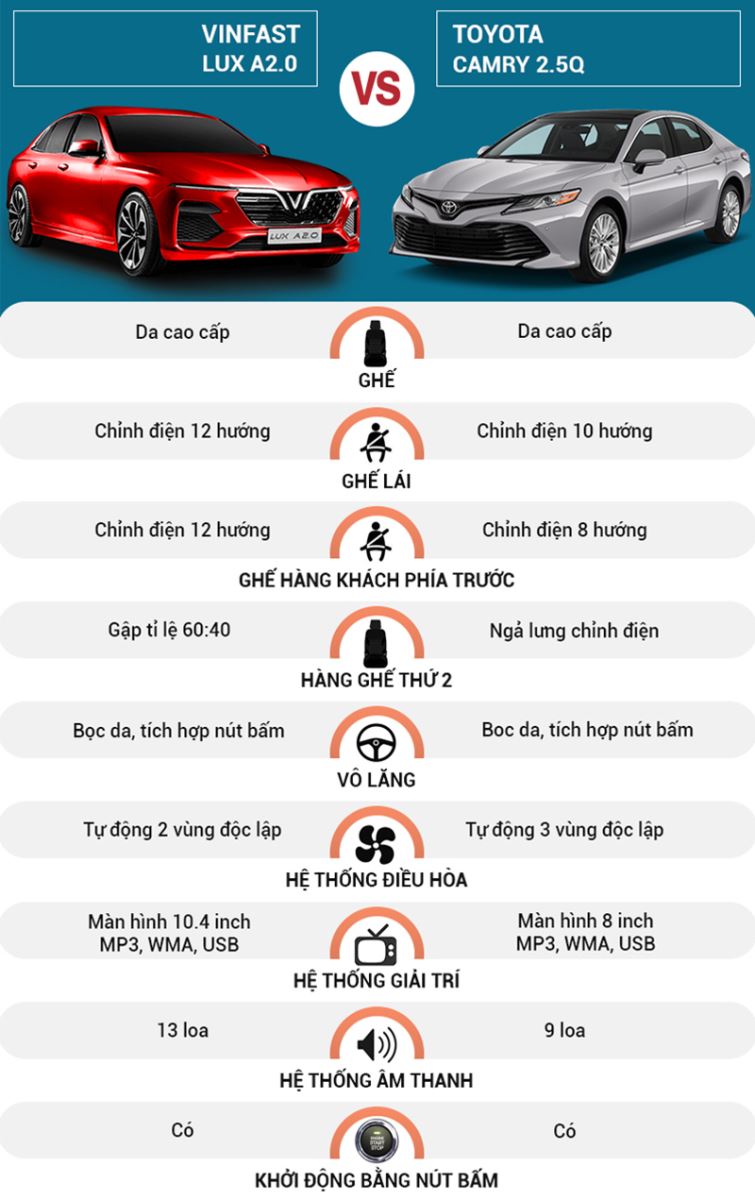 VINFAST
LUX A2.0
VS
TOYOTA
CAMRY 2.5Q
LUX A2.0
Da cao cấp
Da cao cấp
GHẾ
Chỉnh điện 12 hướng
Chỉnh điện 10 hướng
GHẾ LÁI
Chỉnh điện 12 hướng
Chỉnh điện 8 hướng
GHẾ HÀNG KHÁCH PHÍA TRƯỚC
Gập tỉ lệ 60:40
Ngả lưng chỉnh điện
HÀNG GHẾ THỨ 2
Bọc da, tích hợp nút bấm
Boc da, tích hợp nút bấm
VÔ LĂNG
Tự động 2 vùng độc lập
Tự động 3 vùng độc lập
HỆ THỐNG ĐIỀU HÒA
Màn hình 10.4 inch
MP3, WMA, USB
Màn hình 8 inch
MP3, WMA, USB
HỆ THỐNG GIẢI TRÍ
13 loa
9 loa
HỆ THỐNG ÂM THANH
Có
Có
ENGINE
START
STOP
KHỞI ĐỘNG BẰNG NÚT BẤM